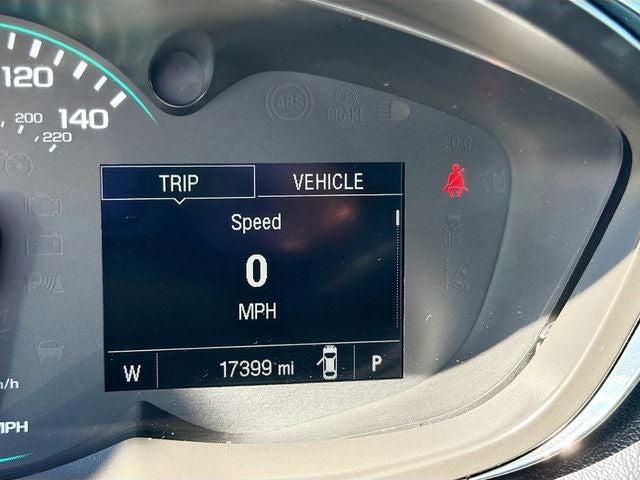 120
140
200
220
ABS
BRAKE
TRIP
VEHICLE
Speed
0
MPH
W
17399 mi
P
MPH